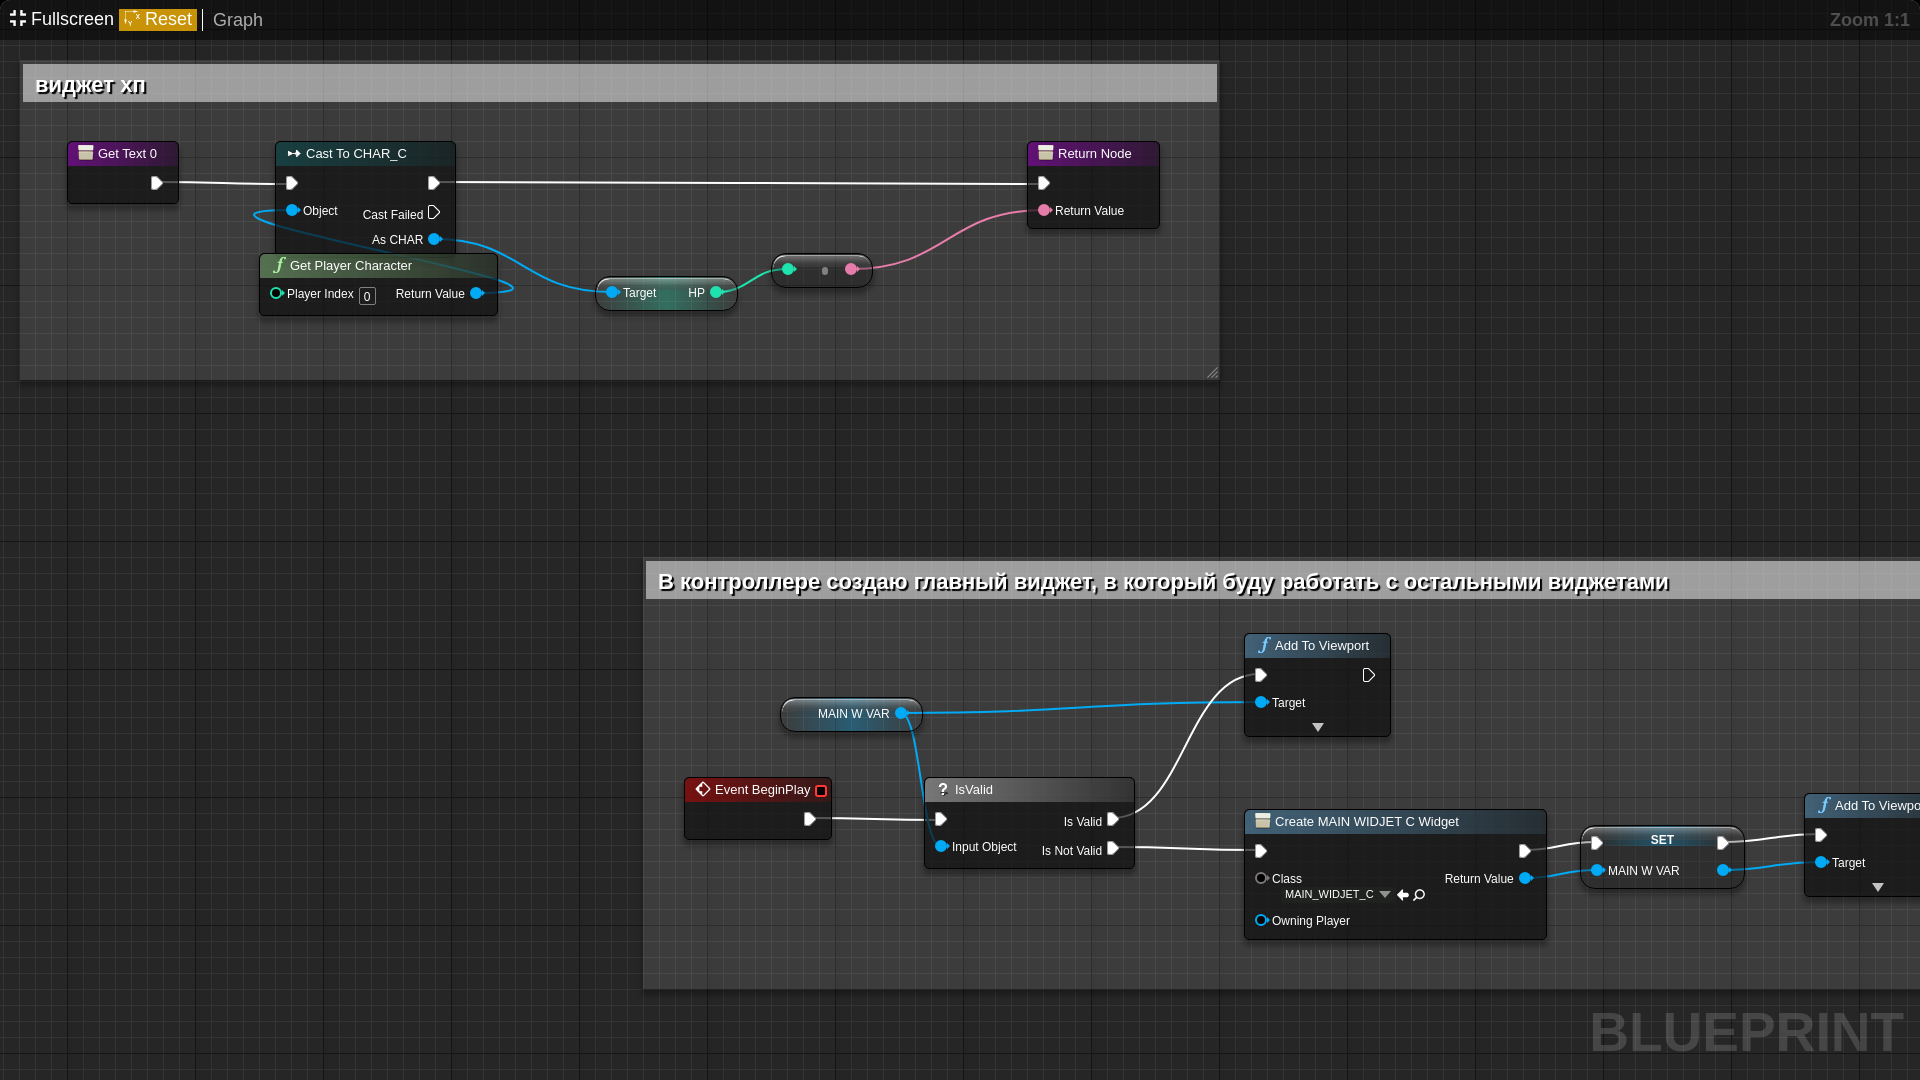 Fullscreen Reset Graph Zoom 1:1
виджет хп
Get Text 0
Cast To CHAR_C
Object
Cast Failed
As CHAR
Get Player Character
Player Index 0 Return Value
Target HP
Return Node
Return Value
В контроллере создаю главный виджет, в который буду работать с остальными виджетами
MAIN W VAR
Add To Viewport
Target
Event BeginPlay
IsValid
Is Valid
Input Object
Is Not Valid
Create MAIN WIDJET C Widget
Class
Return Value
MAIN_WIDJET_C
Owning Player
SET
MAIN W VAR
Add To Viewpo
Target
BLUEPRINT